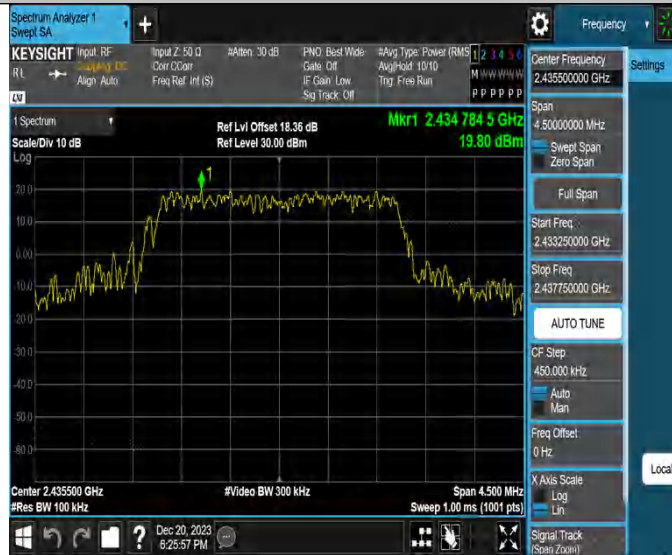 Spectrum Analyzer 1
Swept SA
+
Frequency
KEYSIGHT
Input: RF
Coupling: DC
Align: Auto
Input Z: 50 Ω
Corr CCorr
Freq Ref: Int (S)
#Atten: 30 dB
PNO: Best Wide
Gate: Off
IF Gain: Low
Sig Track: Off
#Avg Type: Power (RMS
Avg|Hold: 10/10
Trig: Free Run
1 2 3 4 5 6
M W W W W W
P P P P P P
R L
LXI
1 Spectrum
Scale/Div 10 dB
Ref Lvl Offset 18.36 dB
Ref Level 30.00 dBm
Mkr1 2.434 784 5 GHz
19.80 dBm
Log
1
20.0
10.0
0.00
-10.0
-20.0
-30.0
-40.0
-50.0
-60.0
Center 2.435500 GHz
#Res BW 100 kHz
#Video BW 300 kHz
Span 4.500 MHz
Sweep 1.00 ms (1001 pts)
Dec 20, 2023
6:25:57 PM
?
Center Frequency
2.435500000 GHz
Settings
Span
4.50000000 MHz
Swept Span
Zero Span
Full Span
Start Freq
2.433250000 GHz
Stop Freq
2.437750000 GHz
AUTO TUNE
CF Step
450.000 kHz
Auto
Man
Freq Offset
0 Hz
X Axis Scale
Log
Lin
Local
Signal Track
(Span Zoom)